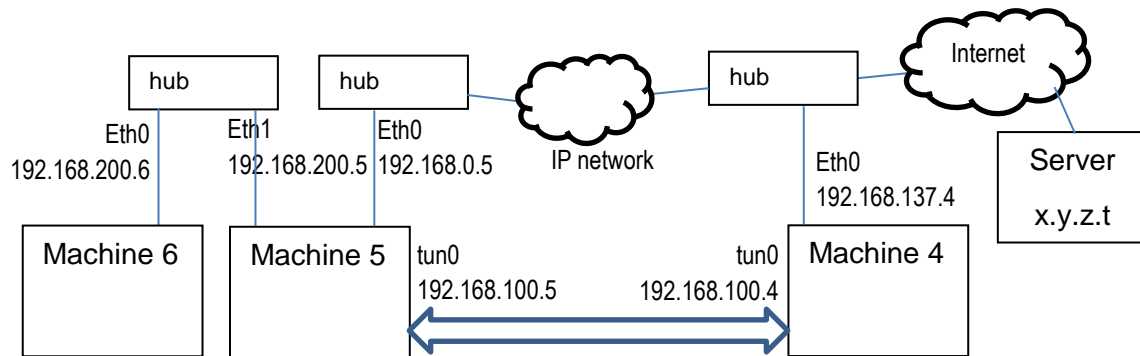 hub
hub
hub
Internet
Eth0
192.168.200.6
Eth1
192.168.200.5
Eth0
192.168.0.5
IP network
Eth0
192.168.137.4
Server
x.y.z.t
Machine 6
Machine 5
tun0
192.168.100.5
tun0
192.168.100.4
Machine 4